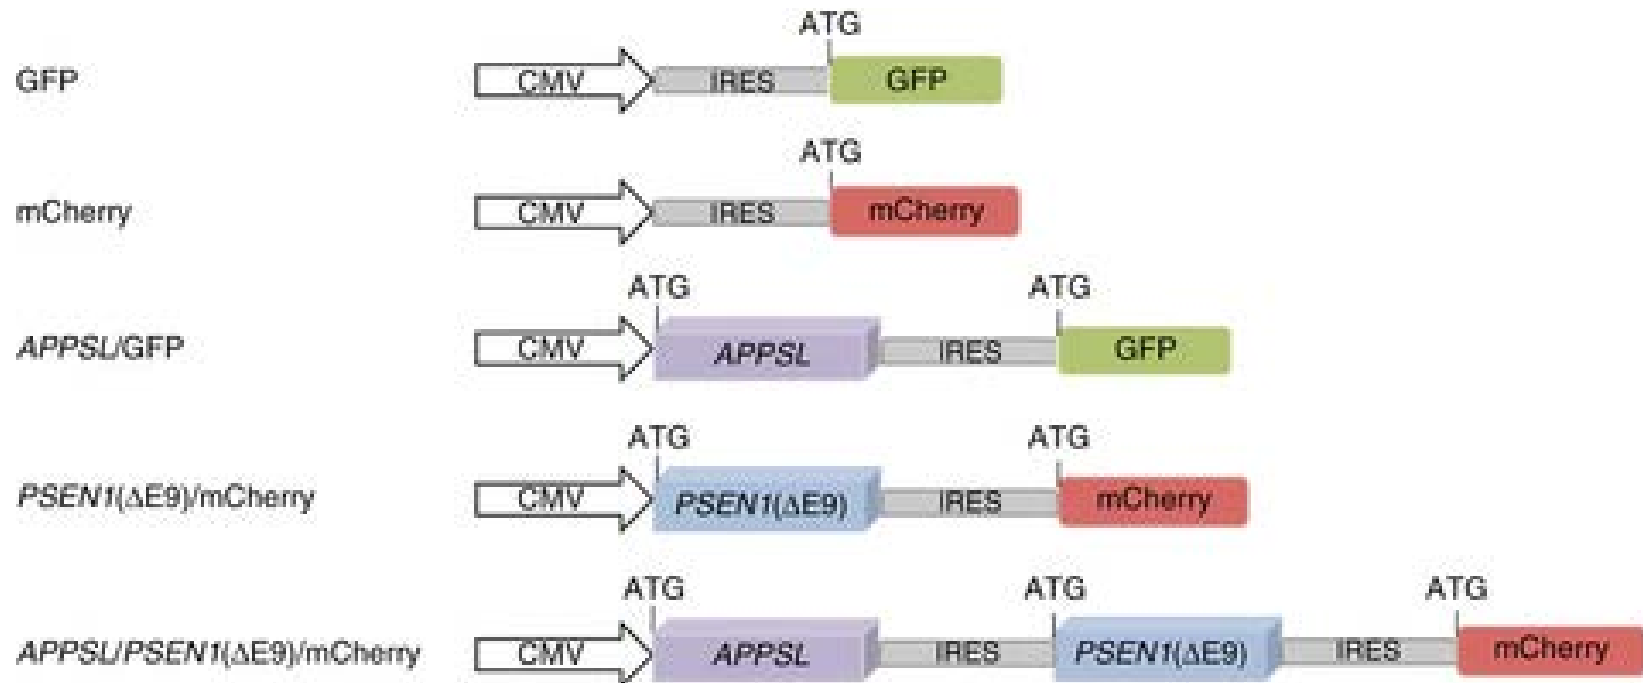 ATG
GFP CMV IRES GFP
ATG
mCherry CMV IRES mCherry
ATG ATG
APPSL/GFP CMV APPSL IRES GFP
ATG ATG
PSEN1(ΔE9)/mCherry CMV PSEN1(ΔE9) IRES mCherry
ATG ATG ATG
APPSL/PSEN1(ΔE9)/mCherry CMV APPSL IRES PSEN1(ΔE9) IRES mCherry